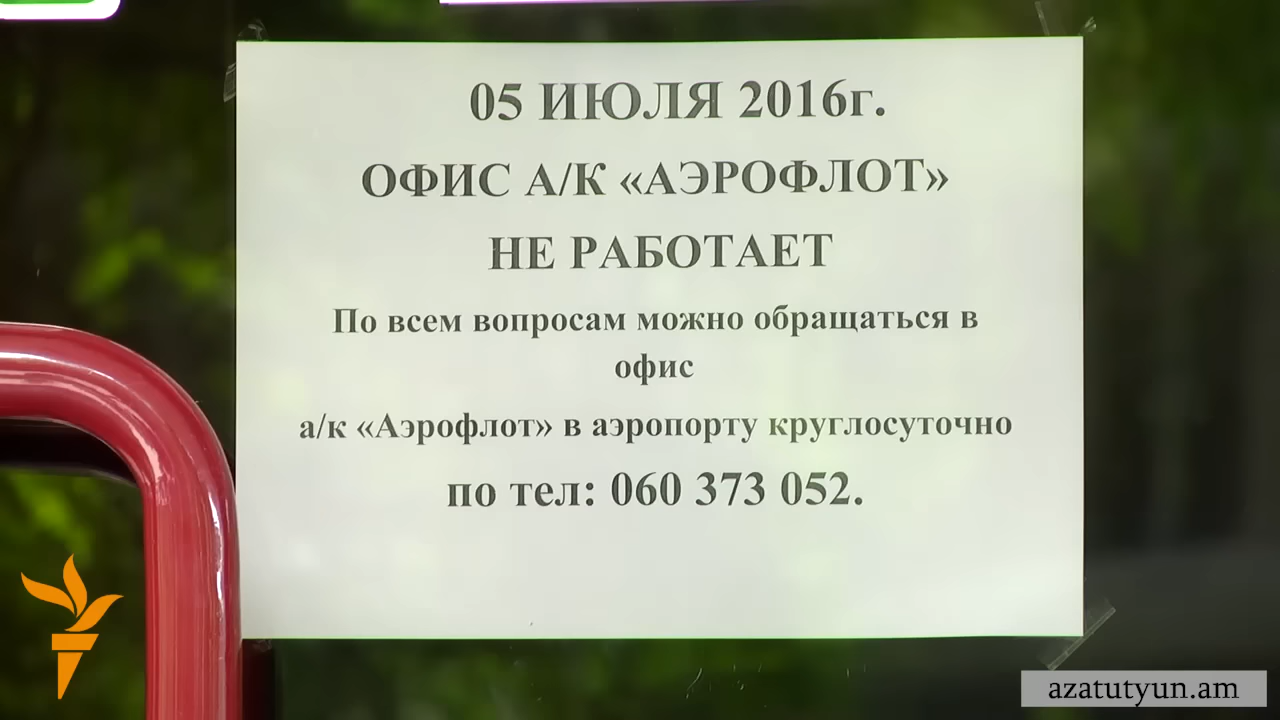 05 ИЮЛЯ 2016г.
ОФИС А/К «АЭРОФЛОТ»
НЕ РАБОТАЕТ
По всем вопросам можно обращаться в
офис
а/к «Аэрофлот» в аэропорту круглосуточно
по тел: 060 373 052.
azatutyun.am